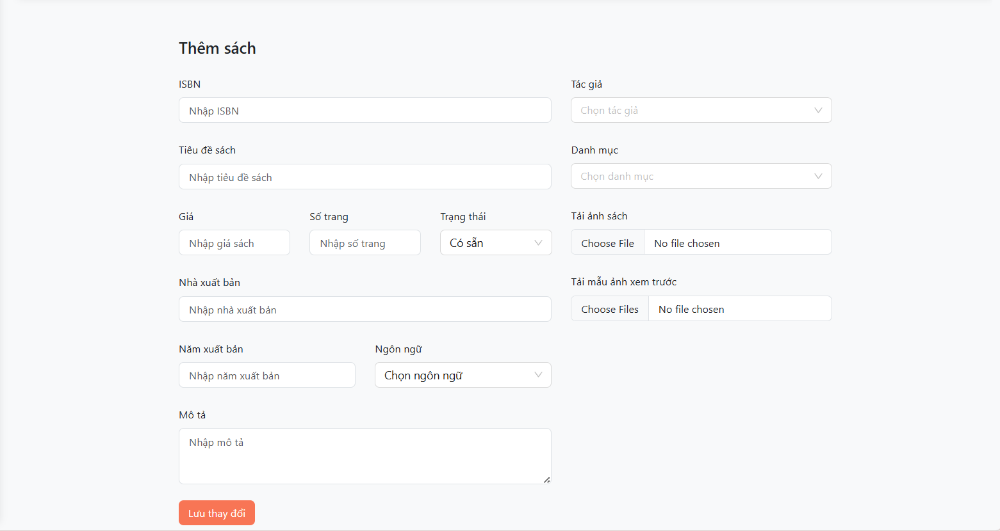 Thêm sách
ISBN
Nhập ISBN
Tiêu đề sách
Nhập tiêu đề sách
Giá
Nhập giá sách
Số trang
Nhập số trang
Trạng thái
Có sẵn
Nhà xuất bản
Nhập nhà xuất bản
Năm xuất bản
Nhập năm xuất bản
Ngôn ngữ
Chọn ngôn ngữ
Mô tả
Nhập mô tả
Lưu thay đổi
Tác giả
Chọn tác giả
Danh mục
Chọn danh mục
Tải ảnh sách
Choose File No file chosen
Tải mẫu ảnh xem trước
Choose Files No file chosen